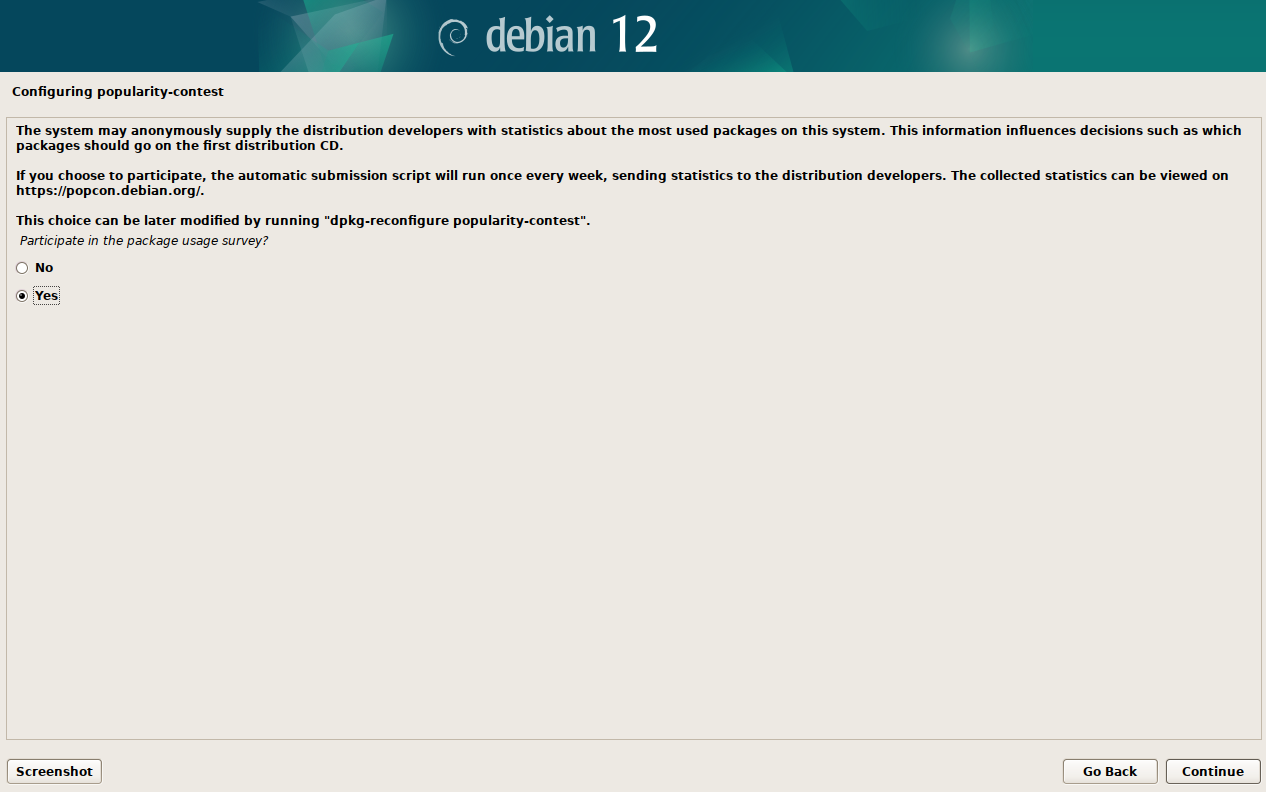 debian 12
Configuring popularity-contest
The system may anonymously supply the distribution developers with statistics about the most used packages on this system. This information influences decisions such as which
packages should go on the first distribution CD.
If you choose to participate, the automatic submission script will run once every week, sending statistics to the distribution developers. The collected statistics can be viewed on
https://popcon.debian.org/.
This choice can be later modified by running "dpkg-reconfigure popularity-contest".
Participate in the package usage survey?
No
Yes
Screenshot
Go Back
Continue